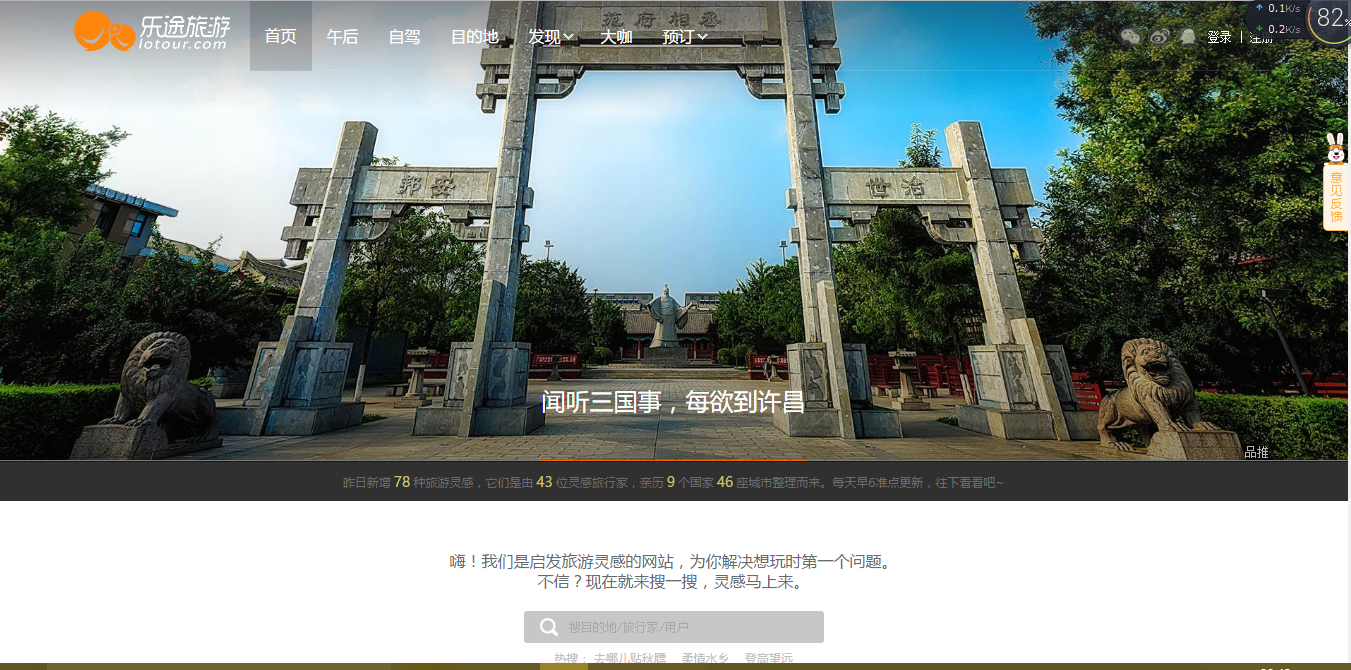 乐途旅游
lotour.com
首页 午后 自驾 目的地 发现 大咖 预订
登录 | 注册
0.1K/s
0.2K/s
82%
范府相丞
邦安
世治
意见反馈
闻听三国事，每欲到许昌
品推
昨日新增 78 种旅游灵感，它们是由 43 位灵感旅行家，亲历 9 个国家 46 座城市整理而来。每天早6准点更新，往下看看吧~
嗨！我们是启发旅游灵感的网站，为你解决想玩时第一个问题。
不信？现在就来搜一搜，灵感马上来。
搜目的地/旅行家/用户
热搜： 去哪儿贴秋膘 柔情水乡 登高望远